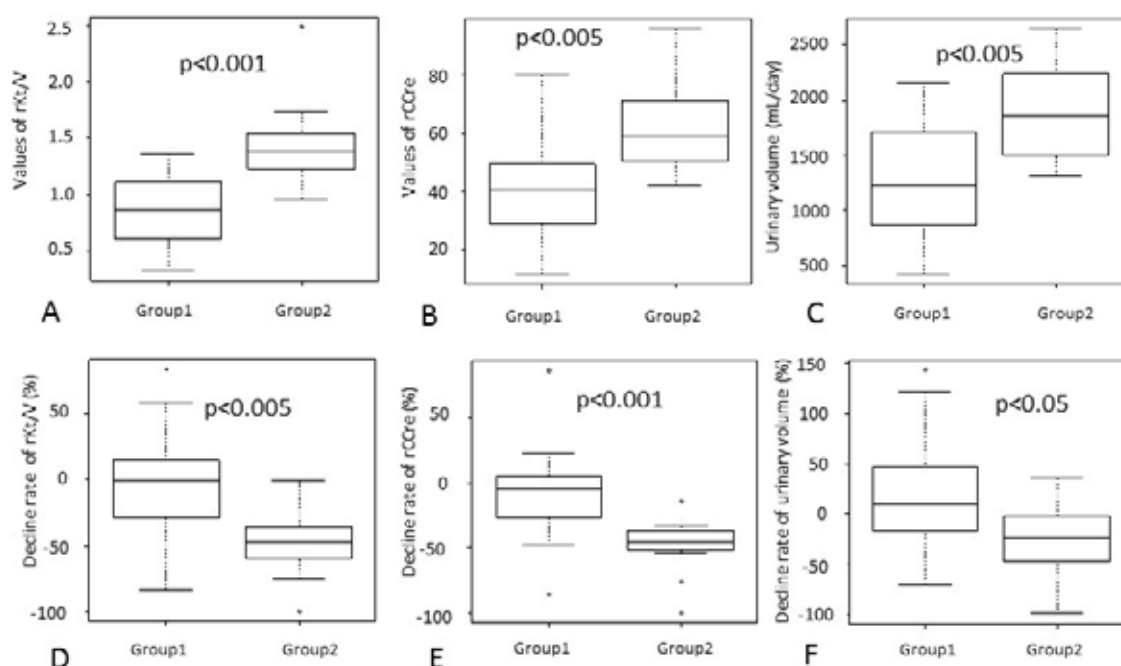 Values of rKt/V
2.5
2.0
1.5
1.0
0.5
p<0.001
A
Group1
Group2
Values of rCCre
80
60
40
20
p<0.005
B
Group1
Group2
Urinary volume (mL/day)
2500
2000
1500
1000
500
p<0.005
C
Group1
Group2
Decline rate of rKt/V (%)
50
0
-50
-100
p<0.005
D
Group1
Group2
Decline rate of rCCre (%)
50
0
-50
-100
p<0.001
E
Group1
Group2
Decline rate of urinary volume (%)
150
100
50
0
-50
-100
p<0.05
F
Group1
Group2